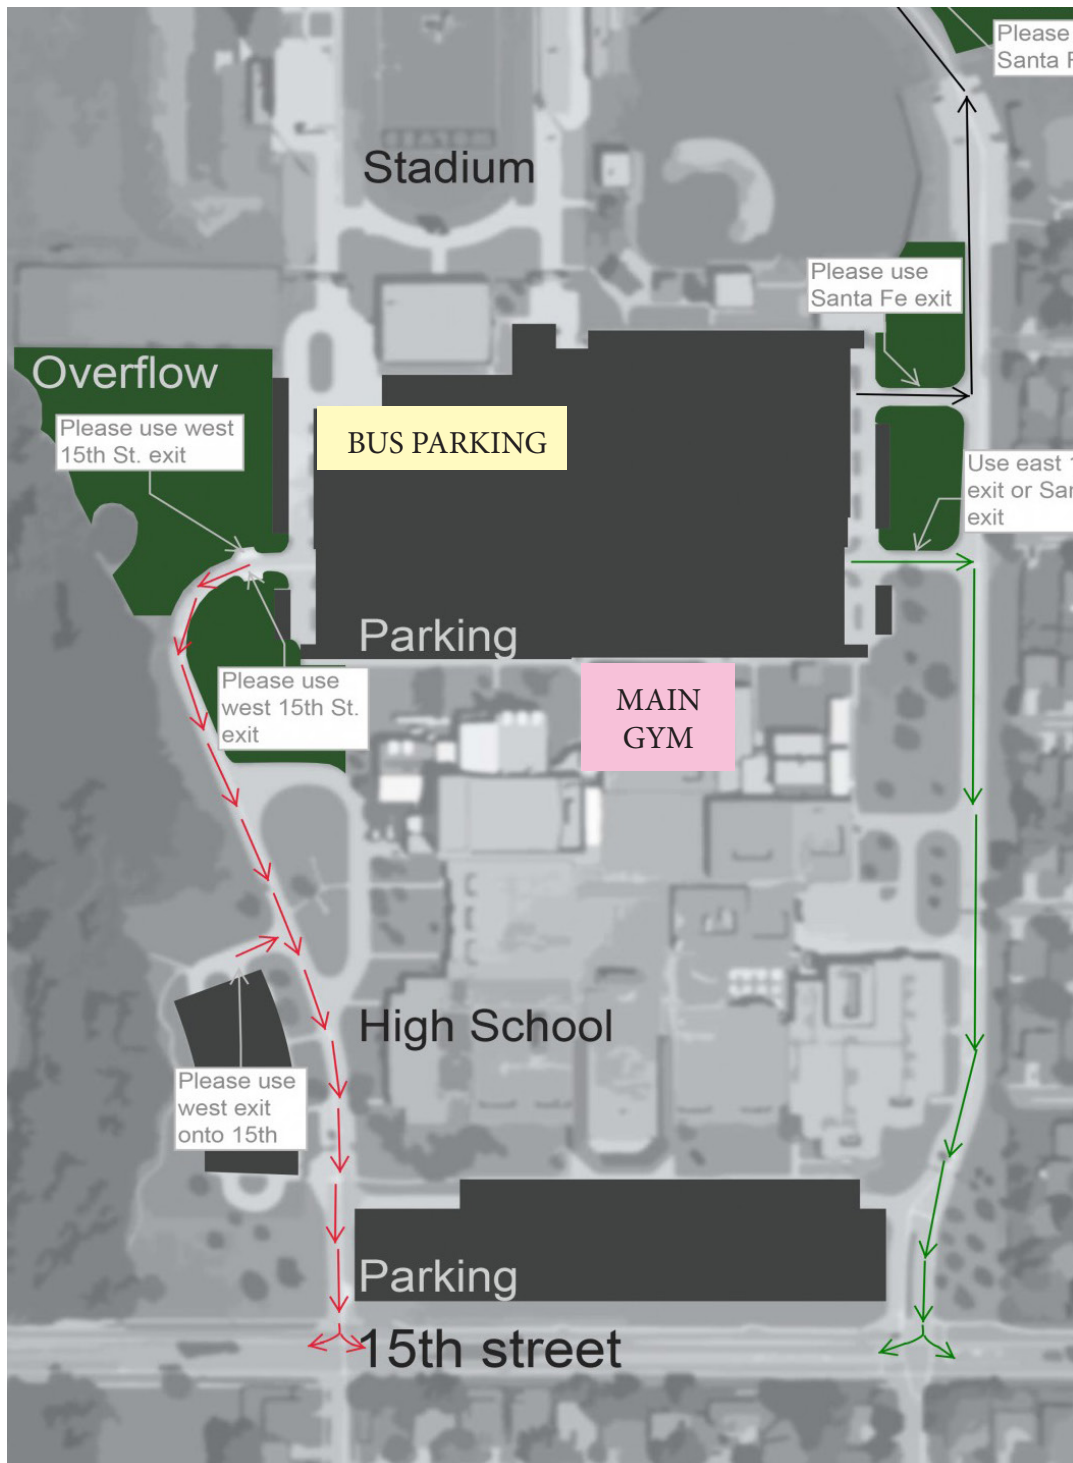 Please
Santa F
Stadium
Please use
Santa Fe exit
Overflow
Please use west
15th St. exit
BUS PARKING
Use east 1
exit or San
exit
Parking
Please use
west 15th St.
exit
MAIN
GYM
High School
Please use
west exit
onto 15th
Parking
15th street